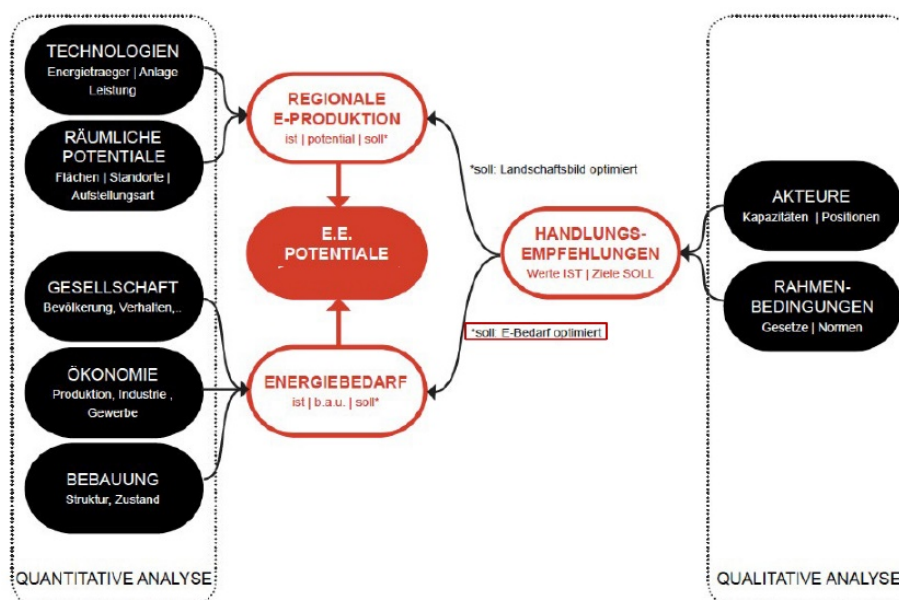 TECHNOLOGIEN
Energietraeger | Anlage
Leistung
RÄUMLICHE
POTENTIALE
Flächen | Standorte |
Aufstellungsart
GESELLSCHAFT
Bevölkerung, Verhalten,..
ÖKONOMIE
Produktion, Industrie ,
Gewerbe
BEBAUUNG
Struktur, Zustand
QUANTITATIVE ANALYSE
REGIONALE
E-PRODUKTION
ist | potential | soll*
E.E.
POTENTIALE
ENERGIEBEDARF
ist | b.a.u. | soll*
*soll: Landschaftsbild optimiert
HANDLUNGS-
EMPFEHLUNGEN
Werte IST | Ziele SOLL
*soll: E-Bedarf optimiert
AKTEURE
Kapazitäten | Positionen
RAHMEN-
BEDINGUNGEN
Gesetze | Normen
QUALITATIVE ANALYSE